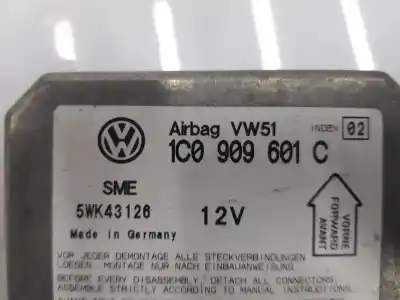 Airbag VW51 INDEX 02
1C0 909 601 C
SME
5WK43126 12V
Made in Germany
VORNE
FORWARD
AVANT
VOR JEDER DEMONTAGE ALLE STECKVERBINDUNGEN
LOESEN. MONTAGE NUR NACH EINBAUANWEISUNG.
BEFORE EVERY DISASSEMBLY, DETACH ALL CONNECTORS.
ASSEMBLE STRICTLY ACCORDING TO MANUAL INSTRUCTIONS.